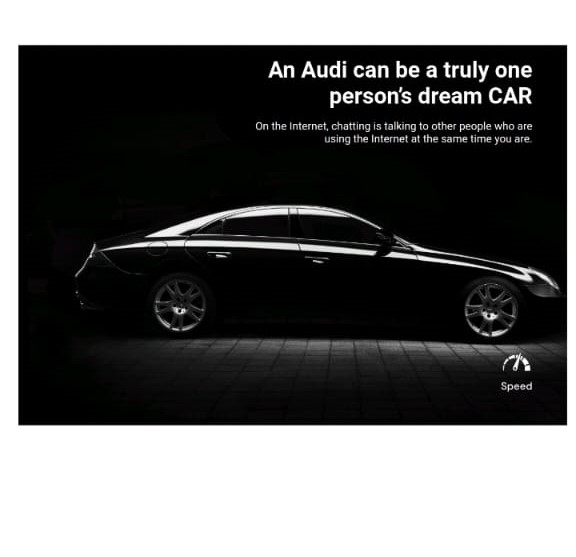 An Audi can be a truly one
person's dream CAR
On the Internet, chatting is talking to other people who are
using the Internet at the same time you are.
Speed